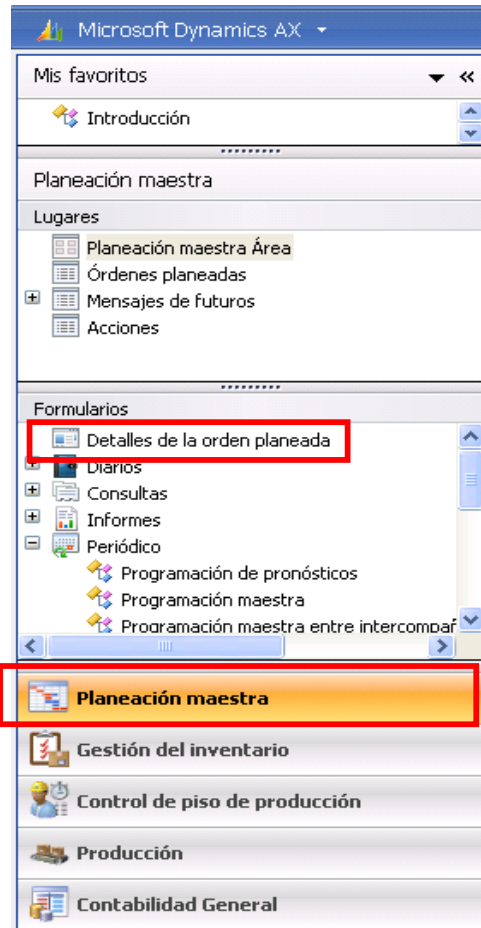 Microsoft Dynamics AX
Mis favoritos
Introducción
Planeación maestra
Lugares
Planeación maestra Área
Órdenes planeadas
Mensajes de futuros
Acciones
Formularios
Detalles de la orden planeada
Diarios
Consultas
Informes
Periódico
Programación de pronósticos
Programación maestra
Programación maestra entre intercompañ
Planeación maestra
Gestión del inventario
Control de piso de producción
Producción
Contabilidad General